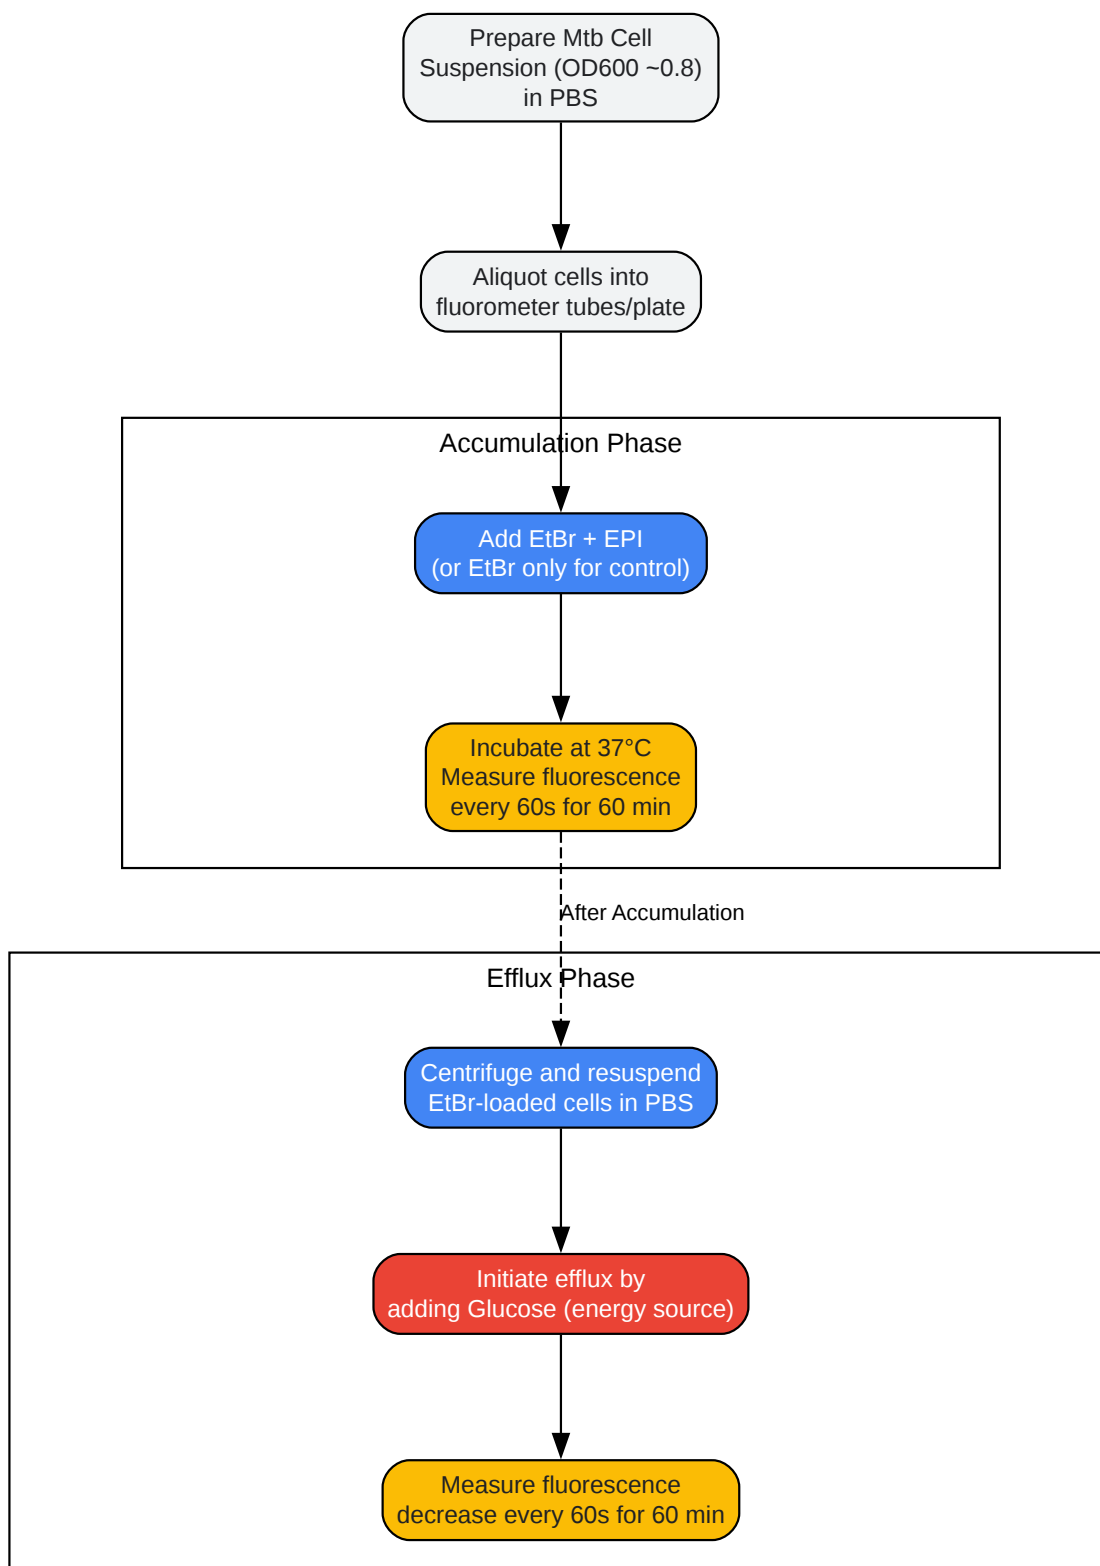 Prepare Mtb Cell
Suspension (OD600 ~0.8)
in PBS
Aliquot cells into
fluorometer tubes/plate
Accumulation Phase
Add EtBr + EPI
(or EtBr only for control)
Incubate at 37°C
Measure fluorescence
every 60s for 60 min
After Accumulation
Efflux Phase
Centrifuge and resuspend
EtBr-loaded cells in PBS
Initiate efflux by
adding Glucose (energy source)
Measure fluorescence
decrease every 60s for 60 min